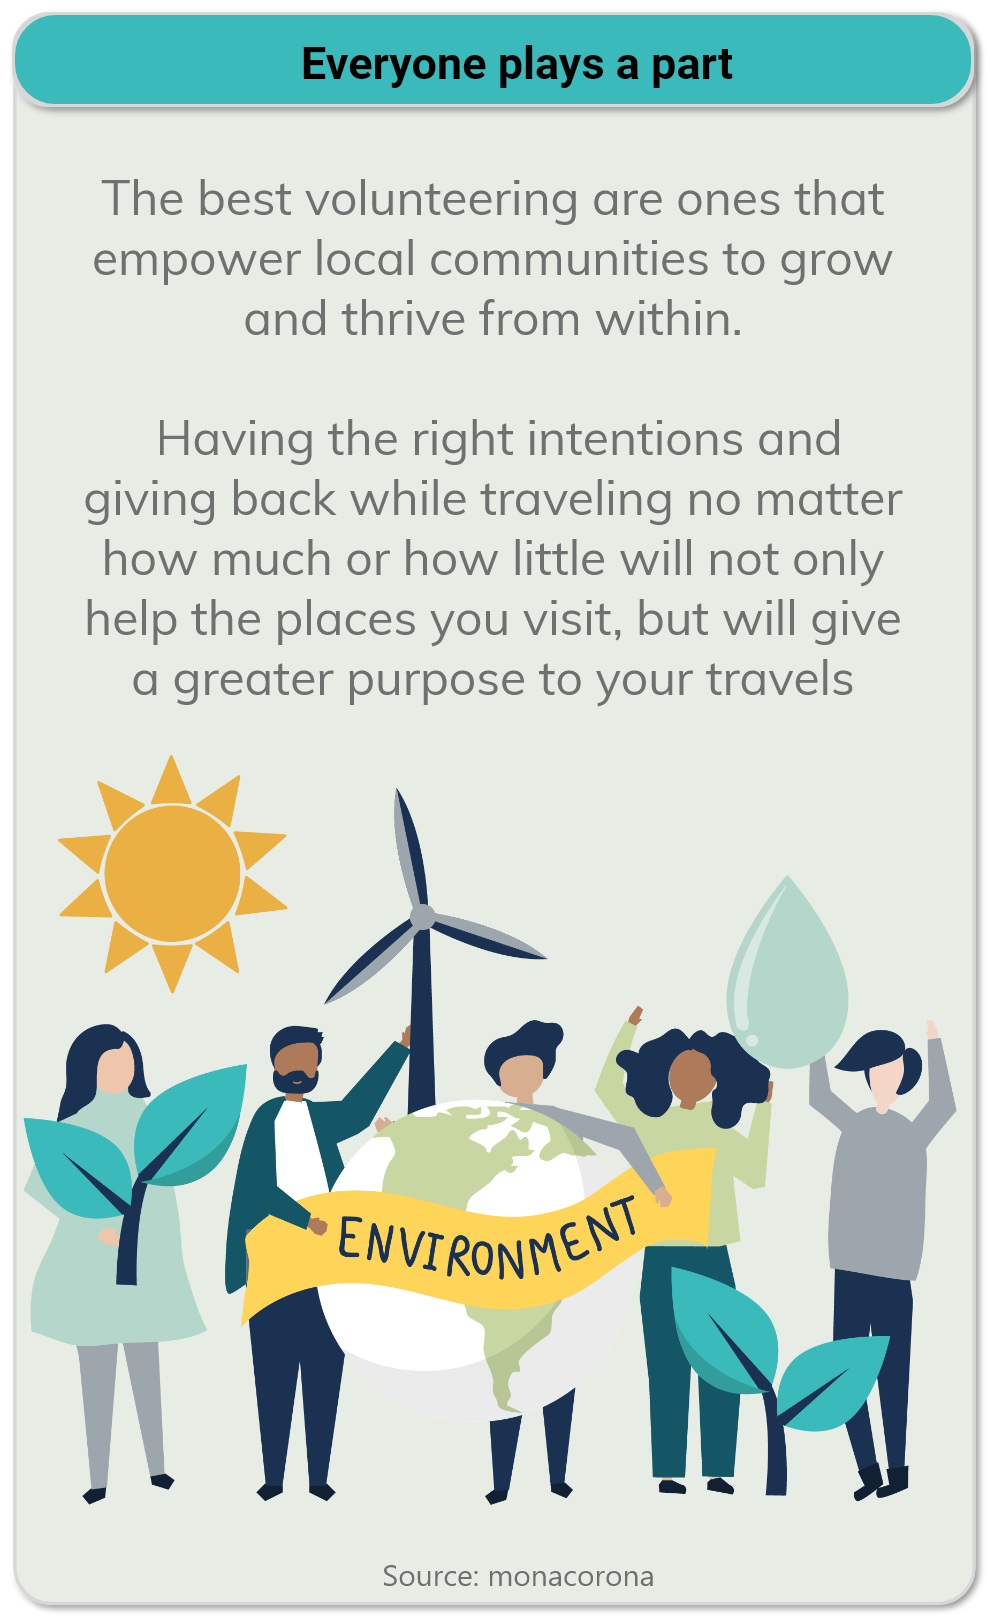 Everyone plays a part
The best volunteering are ones that
empower local communities to grow
and thrive from within.
Having the right intentions and
giving back while traveling no matter
how much or how little will not only
help the places you visit, but will give
a greater purpose to your travels
ENVIRONMENT
Source: monacorona